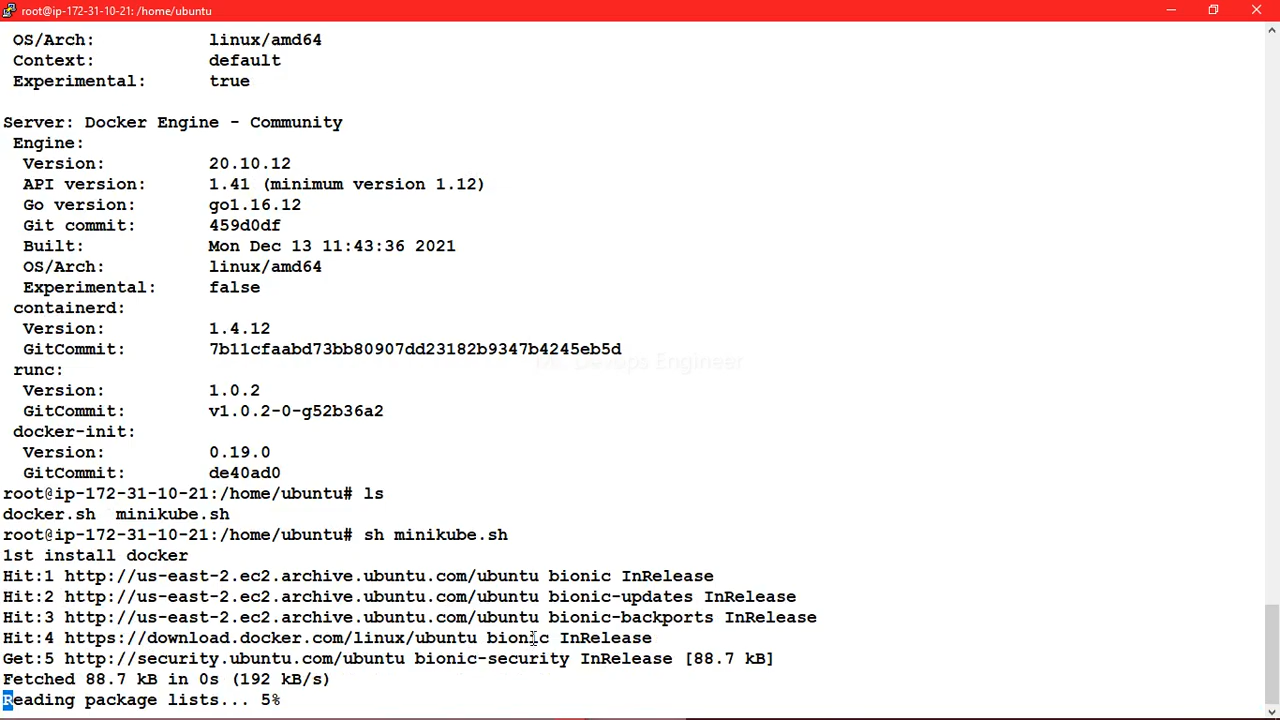 root@ip-172-31-10-21: /home/ubuntu
OS/Arch: linux/amd64
Context: default
Experimental: true
Server: Docker Engine - Community
Engine:
Version: 20.10.12
API version: 1.41 (minimum version 1.12)
Go version: go1.16.12
Git commit: 459d0df
Built: Mon Dec 13 11:43:36 2021
OS/Arch: linux/amd64
Experimental: false
containerd:
Version: 1.4.12
GitCommit: 7b11cfaabd73bb80907dd23182b9347b4245eb5d
runc:
Version: 1.0.2
GitCommit: v1.0.2-0-g52b36a2
docker-init:
Version: 0.19.0
GitCommit: de40ad0
root@ip-172-31-10-21:/home/ubuntu# ls
docker.sh  minikube.sh
root@ip-172-31-10-21:/home/ubuntu# sh minikube.sh
1st install docker
Hit:1 http://us-east-2.ec2.archive.ubuntu.com/ubuntu bionic InRelease
Hit:2 http://us-east-2.ec2.archive.ubuntu.com/ubuntu bionic-updates InRelease
Hit:3 http://us-east-2.ec2.archive.ubuntu.com/ubuntu bionic-backports InRelease
Hit:4 https://download.docker.com/linux/ubuntu bionic InRelease
Get:5 http://security.ubuntu.com/ubuntu bionic-security InRelease [88.7 kB]
Fetched 88.7 kB in 0s (192 kB/s)
Reading package lists... 5%